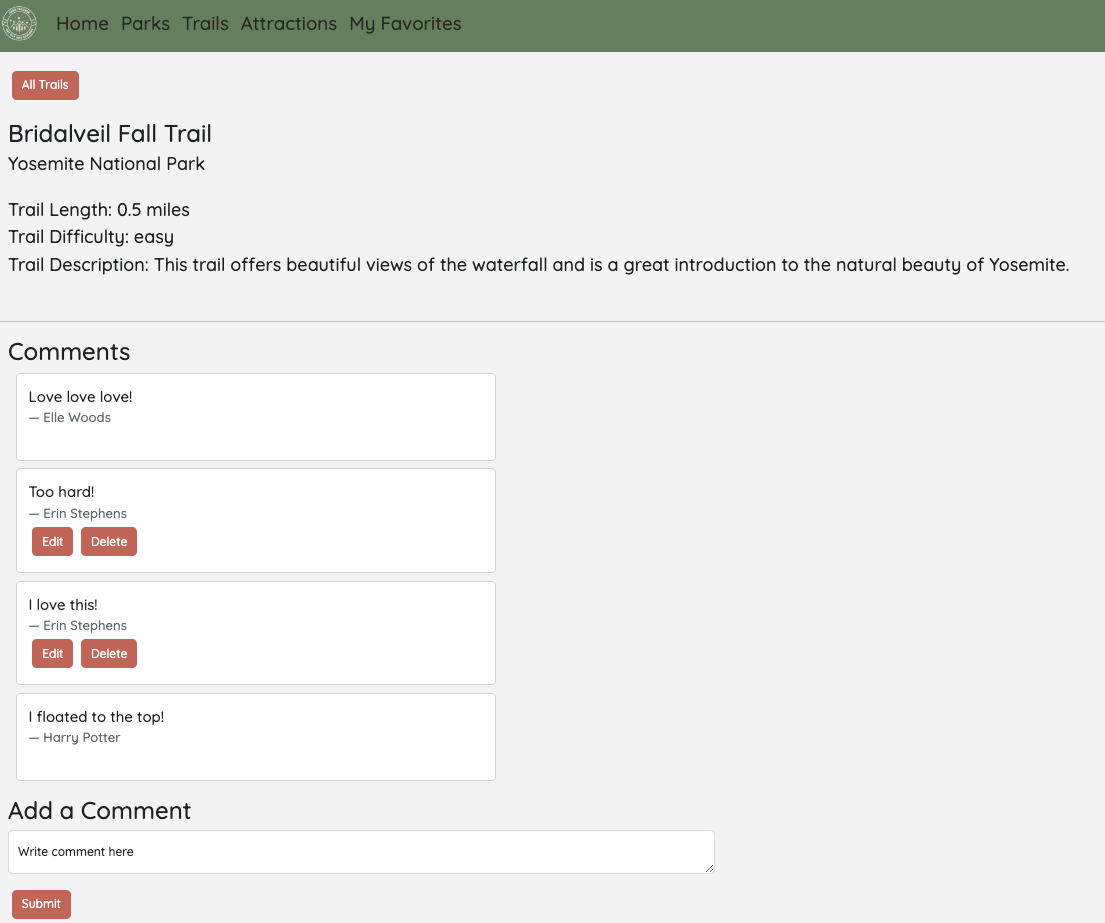 Home Parks Trails Attractions My Favorites
All Trails
Bridalveil Fall Trail
Yosemite National Park
Trail Length: 0.5 miles
Trail Difficulty: easy
Trail Description: This trail offers beautiful views of the waterfall and is a great introduction to the natural beauty of Yosemite.
Comments
Love love love!
— Elle Woods
Too hard!
— Erin Stephens
Edit Delete
I love this!
— Erin Stephens
Edit Delete
I floated to the top!
— Harry Potter
Add a Comment
Write comment here
Submit